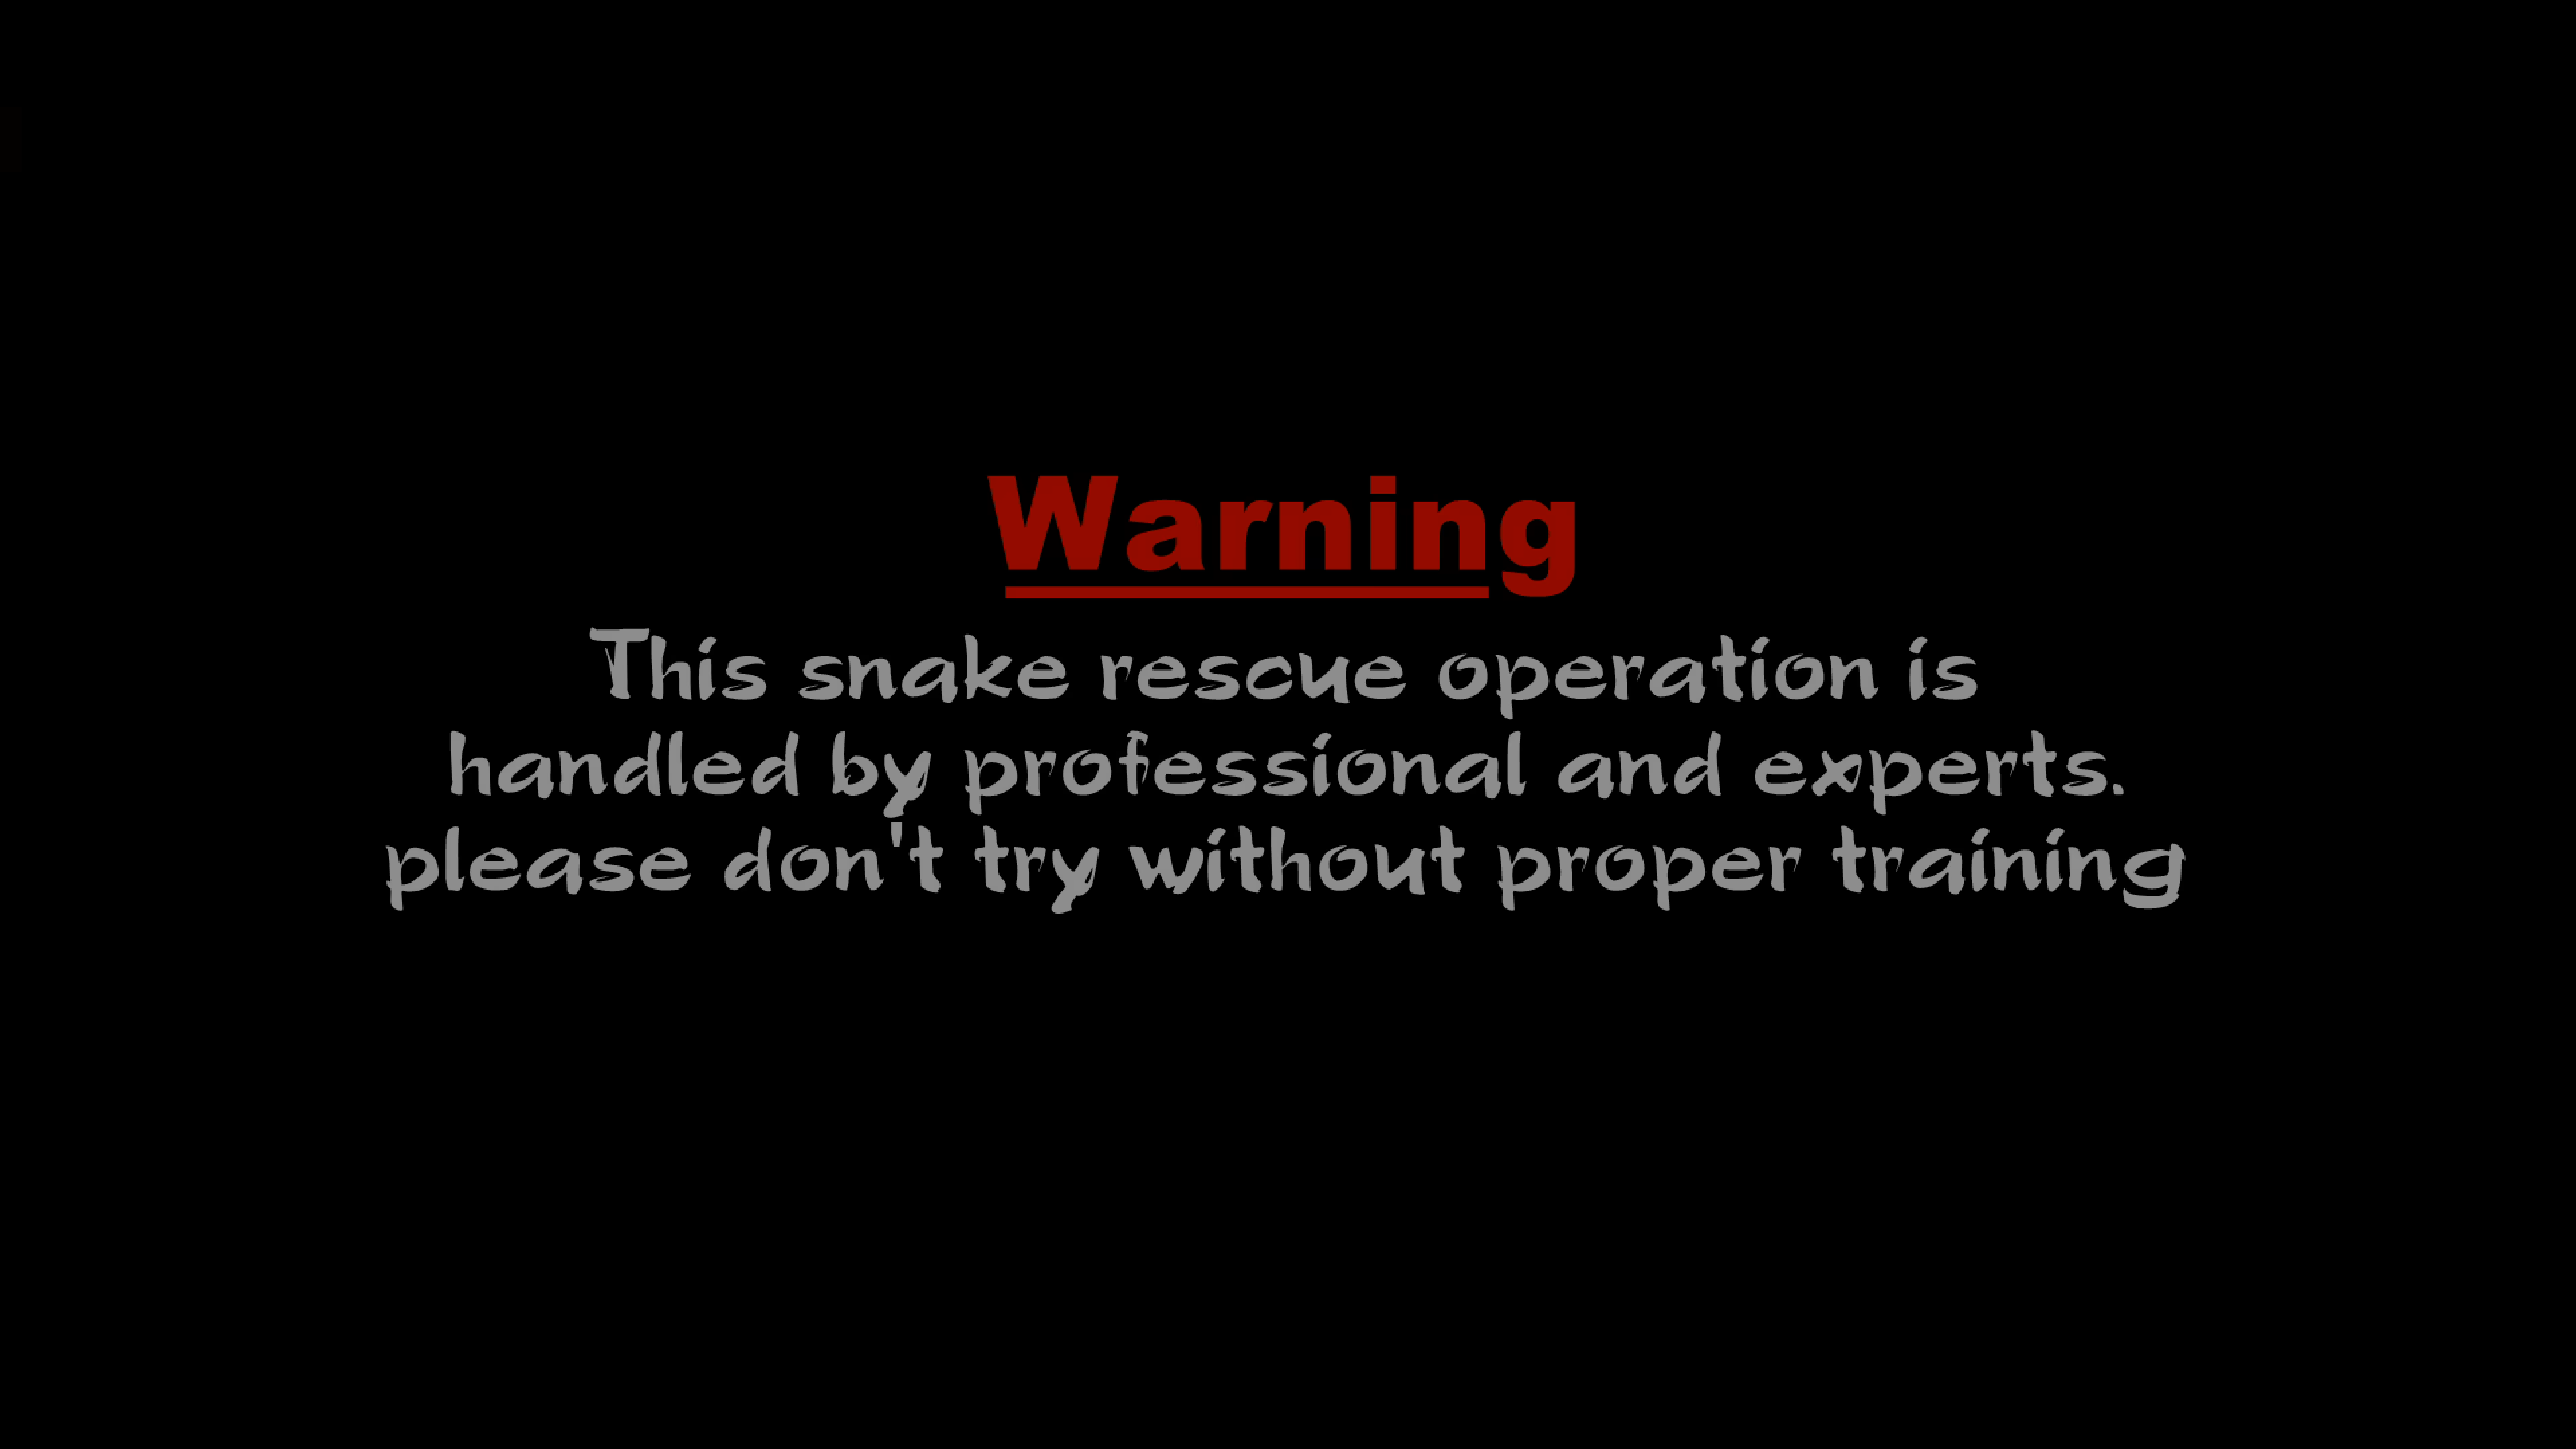 Warning
This snake rescue operation is
handled by professional and experts.
please don't try without proper training